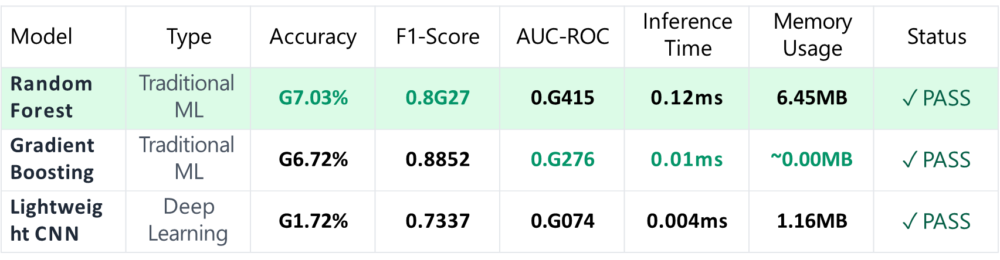 Model
Type
Accuracy
F1-Score
AUC-ROC
Inference
Time
Memory
Usage
Status
Random
Forest
Traditional
ML
G7.03%
0.8G27
0.G415
0.12ms
6.45MB
✓ PASS
Gradient
Boosting
Traditional
ML
G6.72%
0.8852
0.G276
0.01ms
~0.00MB
✓ PASS
Lightweig
ht CNN
Deep
Learning
G1.72%
0.7337
0.G074
0.004ms
1.16MB
✓ PASS